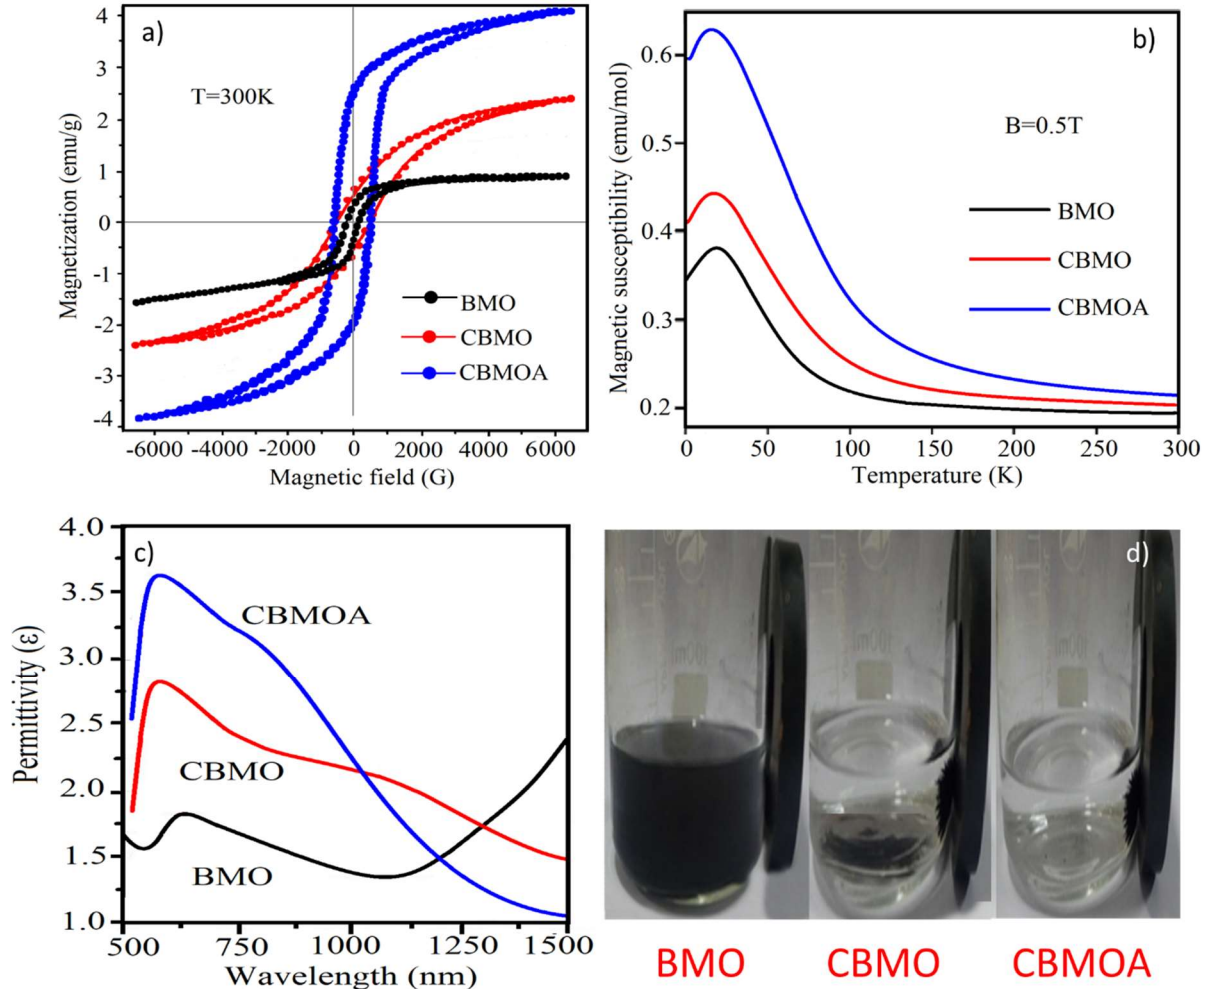 a)
4
3
2
1
0
-1
-2
-3
-4
Magnetization (emu/g)
T=300K
BMO
CBMO
CBMOA
-6000 -4000 -2000 0 2000 4000 6000
Magnetic field (G)
b)
0.6
0.5
0.4
0.3
0.2
Magnetic susceptibility (emu/mol)
B=0.5T
BMO
CBMO
CBMOA
0 50 100 150 200 250 300
Temperature (K)
c)
4.0
3.5
3.0
2.5
2.0
1.5
1.0
Permittivity (ε)
CBMOA
CBMO
BMO
500 750 1000 1250 1500
Wavelength (nm)
d)
100ml
BMO CBMO CBMOA